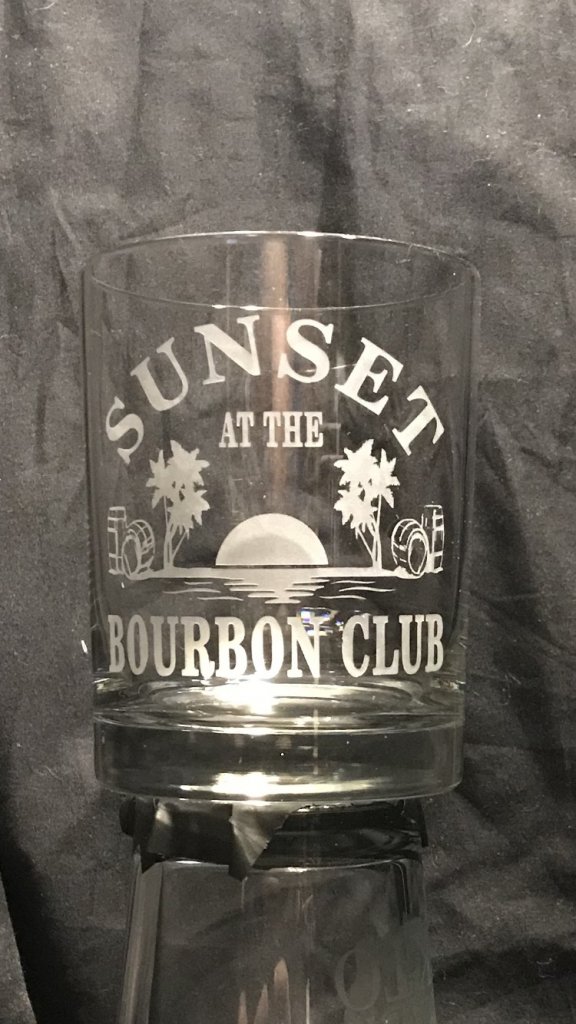 SUNSET
AT THE
BOURBON CLUB